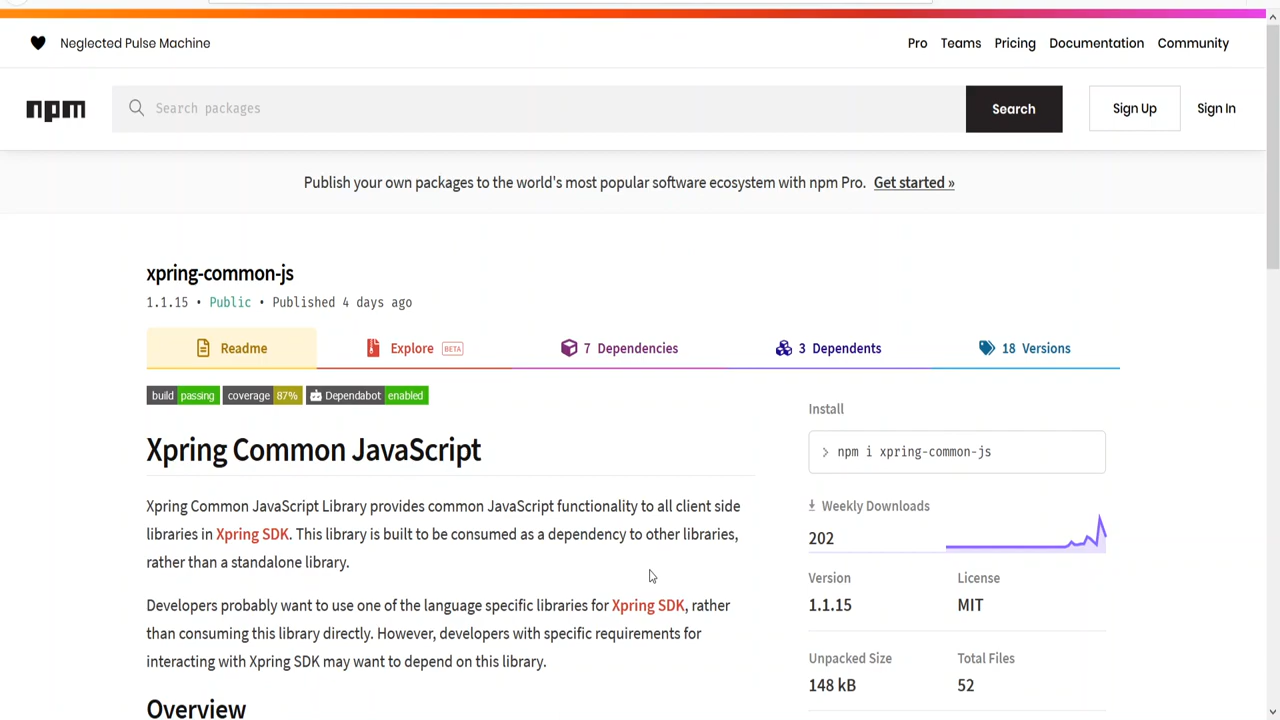 Neglected Pulse Machine
Pro Teams Pricing Documentation Community
npm Search packages Search Sign Up Sign In
Publish your own packages to the world's most popular software ecosystem with npm Pro. Get started »
xpring-common-js
1.1.15 • Public • Published 4 days ago
Readme Explore BETA 7 Dependencies 3 Dependents 18 Versions
build passing coverage 87% Dependabot enabled
Xpring Common JavaScript
Xpring Common JavaScript Library provides common JavaScript functionality to all client side
libraries in Xpring SDK. This library is built to be consumed as a dependency to other libraries,
rather than a standalone library.
Developers probably want to use one of the language specific libraries for Xpring SDK, rather
than consuming this library directly. However, developers with specific requirements for
interacting with Xpring SDK may want to depend on this library.
Overview
Install
> npm i xpring-common-js
Weekly Downloads
202
Version License
1.1.15 MIT
Unpacked Size Total Files
148 kB 52